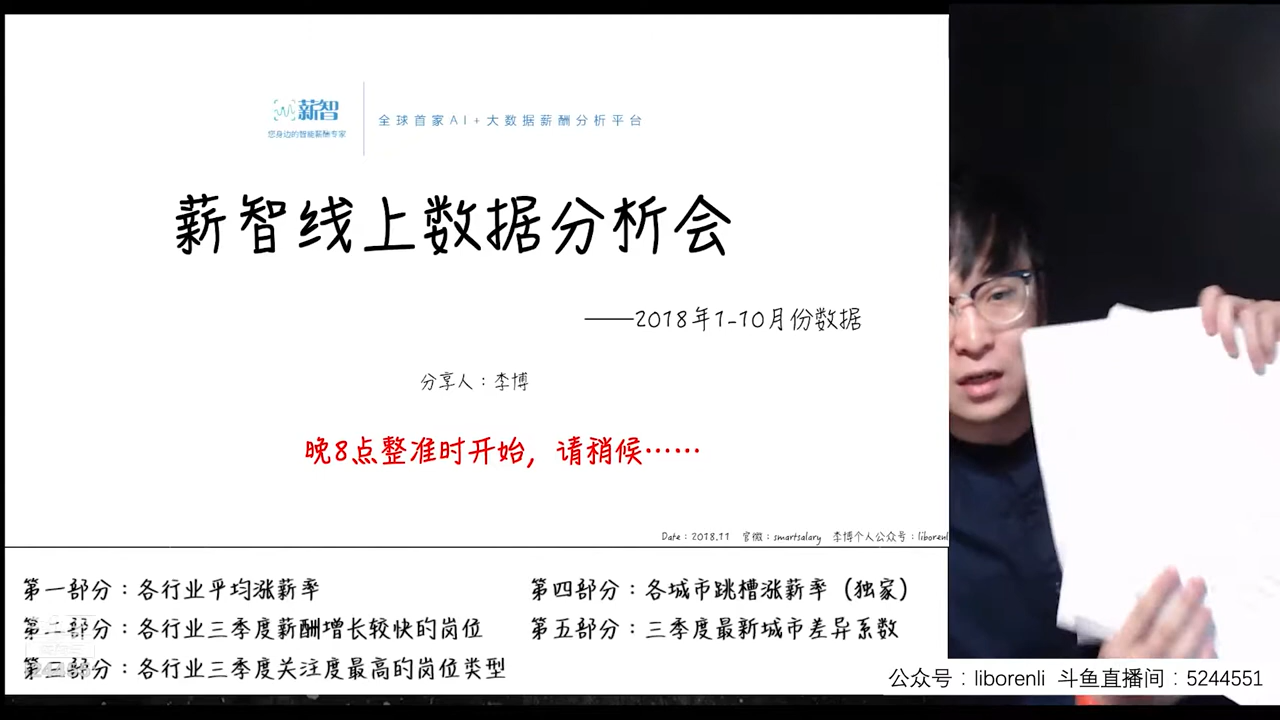 薪智
您身边的智能薪酬专家
全球首家AI+大数据薪酬分析平台
薪智线上数据分析会
——2018年1-10月份数据
分享人：李博
晚8点整准时开始，请稍候……
Date：2018.11 官微：smartsalary 李博个人公众号：liborenl
第一部分：各行业平均涨薪率
第二部分：各行业三季度薪酬增长较快的岗位
第三部分：各行业三季度关注度最高的岗位类型
第四部分：各城市跳槽涨薪率（独家）
第五部分：三季度最新城市差异系数
公众号：liborenli 斗鱼直播间：5244551